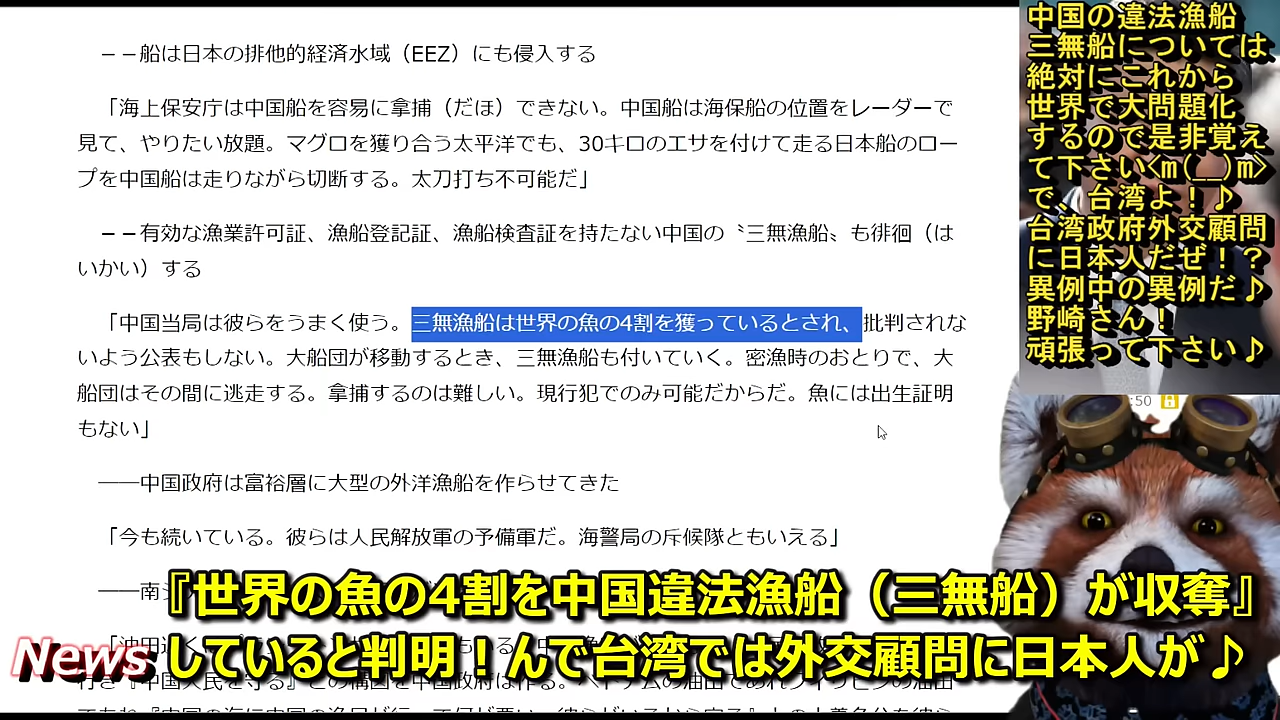 ――船は日本の排他的経済水域（EEZ）にも侵入する
「海上保安庁は中国船を容易に拿捕（だほ）できない。中国船は海保船の位置をレーダーで
見て、やりたい放題。マグロを獲り合う太平洋でも、30キロのエサを付けて走る日本船のロー
プを中国船は走りながら切断する。太刀打ち不可能だ」
――有効な漁業許可証、漁船登記証、漁船検査証を持たない中国の〝三無漁船〟も徘徊（は
いかい）する
「中国当局は彼らをうまく使う。三無漁船は世界の魚の4割を獲っているとされ、批判されな
いよう公表もしない。大船団が移動するとき、三無漁船も付いていく。密漁時のおとりで、大
船団はその間に逃走する。拿捕するのは難しい。現行犯でのみ可能だからだ。魚には出生証明
もない」
――中国政府は富裕層に大型の外洋漁船を作らせてきた
「今も続いている。彼らは人民解放軍の予備軍だ。海警局の斥候隊ともいえる」
――南
中国の違法漁船
三無船については
絶対にこれから
世界で大問題化
するので是非覚え
て下さい<m(__)m>
で、台湾よ！♪
台湾政府外交顧問
に日本人だぜ！？
異例中の異例だ♪
野崎さん！
頑張って下さい♪
:50
『世界の魚の4割を中国違法漁船（三無船）が収奪』
News していると判明！んで台湾では外交顧問に日本人が♪